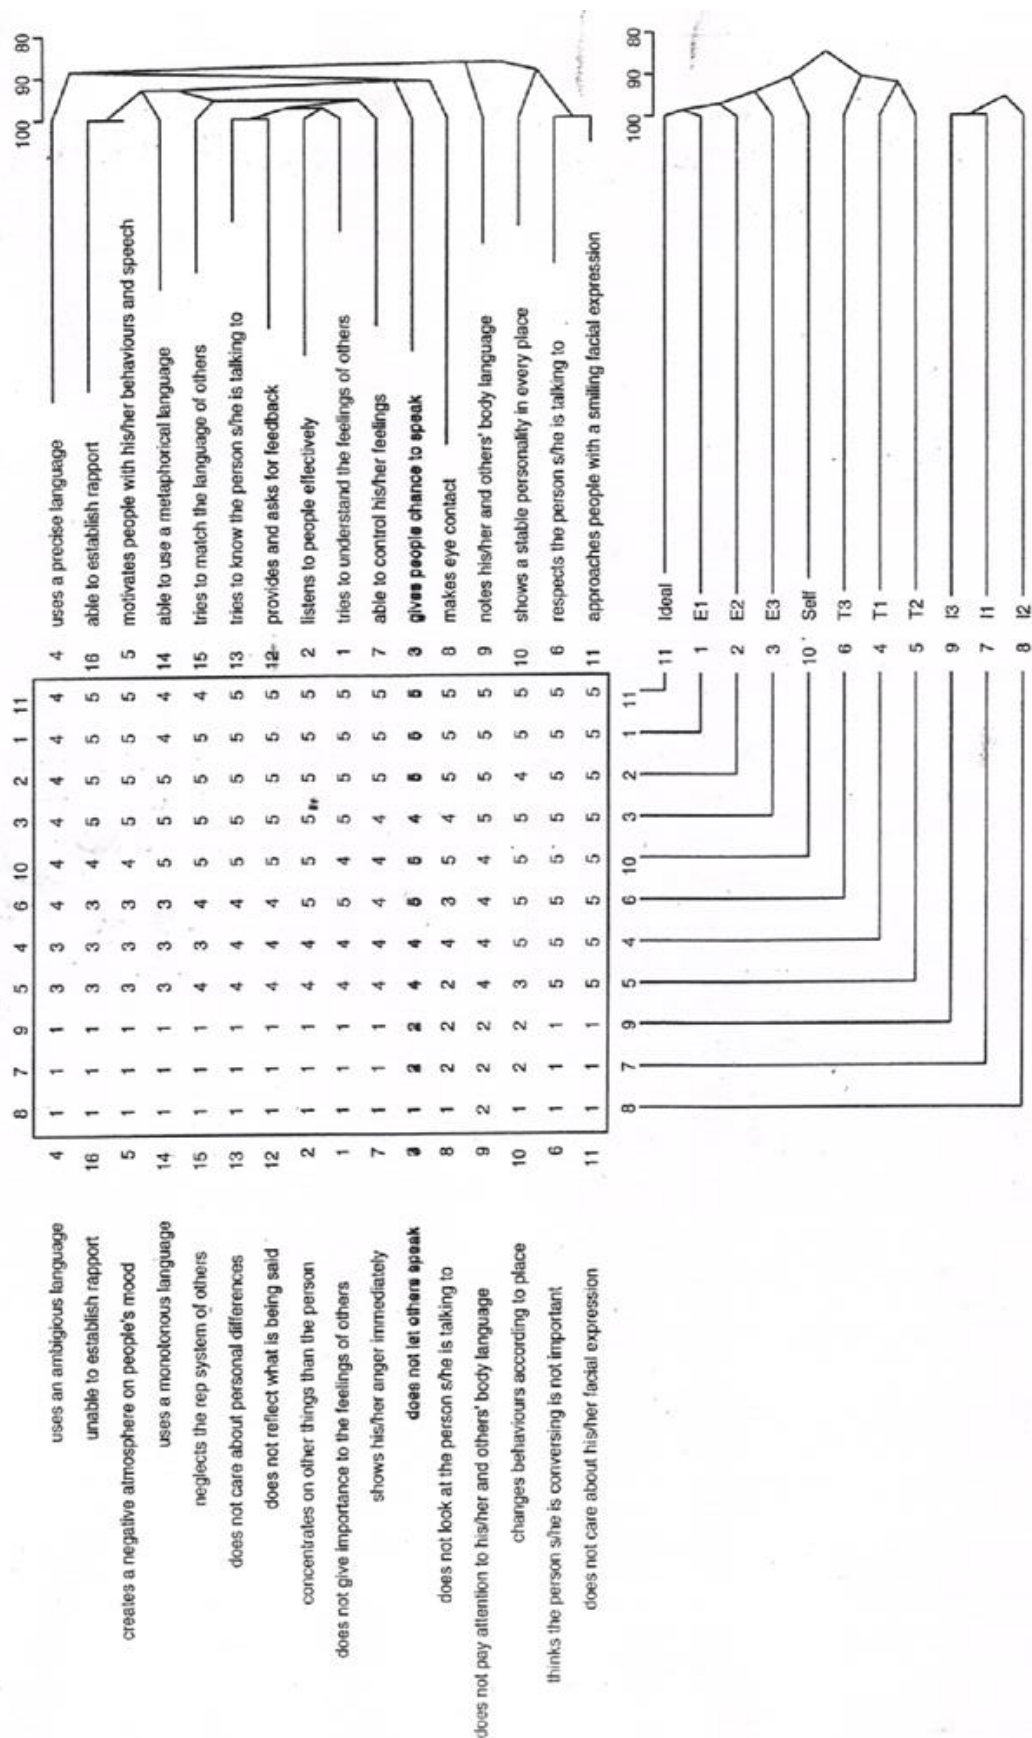 8 7 9 5 4 6 10 3 2 1 11 100 90 80
uses an ambigious language 4 1 1 1 3 3 4 4 4 4 4 4 4 uses a precise language
unable to establish rapport 16 1 1 1 3 3 3 4 5 5 5 5 16 able to establish rapport
creates a negative atmosphere on people's mood 5 1 1 1 3 3 3 4 5 5 5 5 5 motivates people with his/her behaviours and speech
uses a monotonous language 14 1 1 1 3 3 3 5 5 5 4 4 14 able to use a metaphorical language
neglects the rep system of others 15 1 1 1 4 3 4 5 5 5 5 4 15 tries to match the language of others
does not care about personal differences 13 1 1 1 4 4 4 5 5 5 5 5 13 tries to know the person s/he is talking to
does not reflect what is being said 12 1 1 1 4 4 4 5 5 5 5 5 12 provides and asks for feedback
concentrates on other things than the person 2 1 1 1 4 4 5 5 5 5 5 5 2 listens to people effectively
does not give importance to the feelings of others 1 1 1 1 4 4 5 4 5 5 5 5 1 tries to understand the feelings of others
shows his/her anger immediately 7 1 1 1 4 4 4 4 4 5 5 5 7 able to control his/her feelings
does not let others speak 3 1 2 2 4 4 5 5 4 5 5 5 3 gives people chance to speak
does not look at the person s/he is talking to 8 1 2 2 2 4 3 5 4 5 5 5 8 makes eye contact
does not pay attention to his/her and others' body language 9 2 2 2 4 4 4 4 5 5 5 5 9 notes his/her and others' body language
changes behaviours according to place 10 1 2 2 3 5 5 5 5 4 5 5 10 shows a stable personality in every place
thinks the person s/he is conversing is not important 6 1 1 1 5 5 5 5 5 5 5 5 6 respects the person s/he is talking to
does not care about his/her facial expression 11 1 1 1 5 5 5 5 5 5 5 5 11 approaches people with a smiling facial expression
8 7 9 5 4 6 10 3 2 1 11 100 90 80
11 Ideal
1 E1
2 E2
3 E3
10 Self
6 T3
4 T1
5 T2
9 I3
7 I1
8 I2